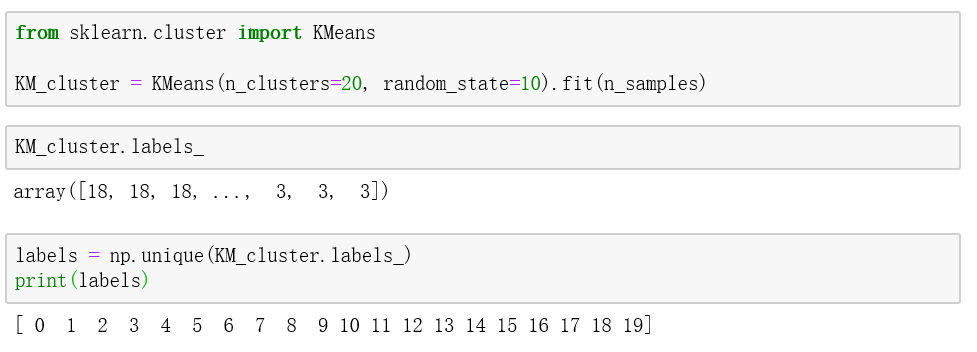 from sklearn.cluster import KMeans
KM_cluster = KMeans(n_clusters=20, random_state=10).fit(n_samples)
KM_cluster.labels_
array([18, 18, 18, ...,  3,  3,  3])
labels = np.unique(KM_cluster.labels_)
print(labels)
[ 0  1  2  3  4  5  6  7  8  9 10 11 12 13 14 15 16 17 18 19]